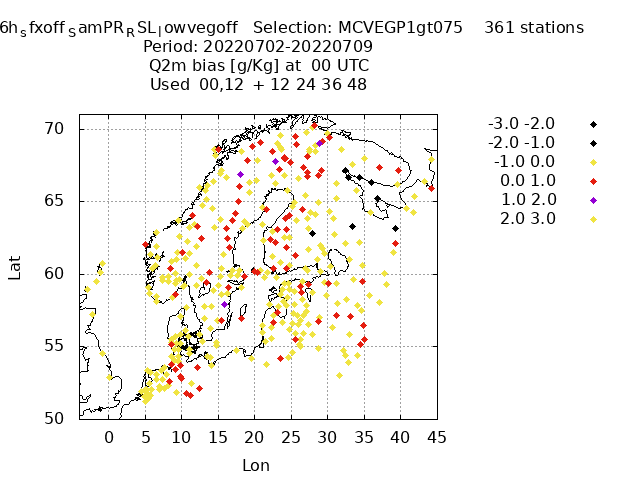 6h_sfxoff_samPR_RSL_lowvegoff Selection: MCVEGP1gt075 361 stations
Period: 20220702-20220709
Q2m bias [g/Kg] at 00 UTC
Used 00,12 + 12 24 36 48
70
65
60
55
50
Lat
0 5 10 15 20 25 30 35 40 45
Lon
-3.0 -2.0
-2.0 -1.0
-1.0 0.0
0.0 1.0
1.0 2.0
2.0 3.0